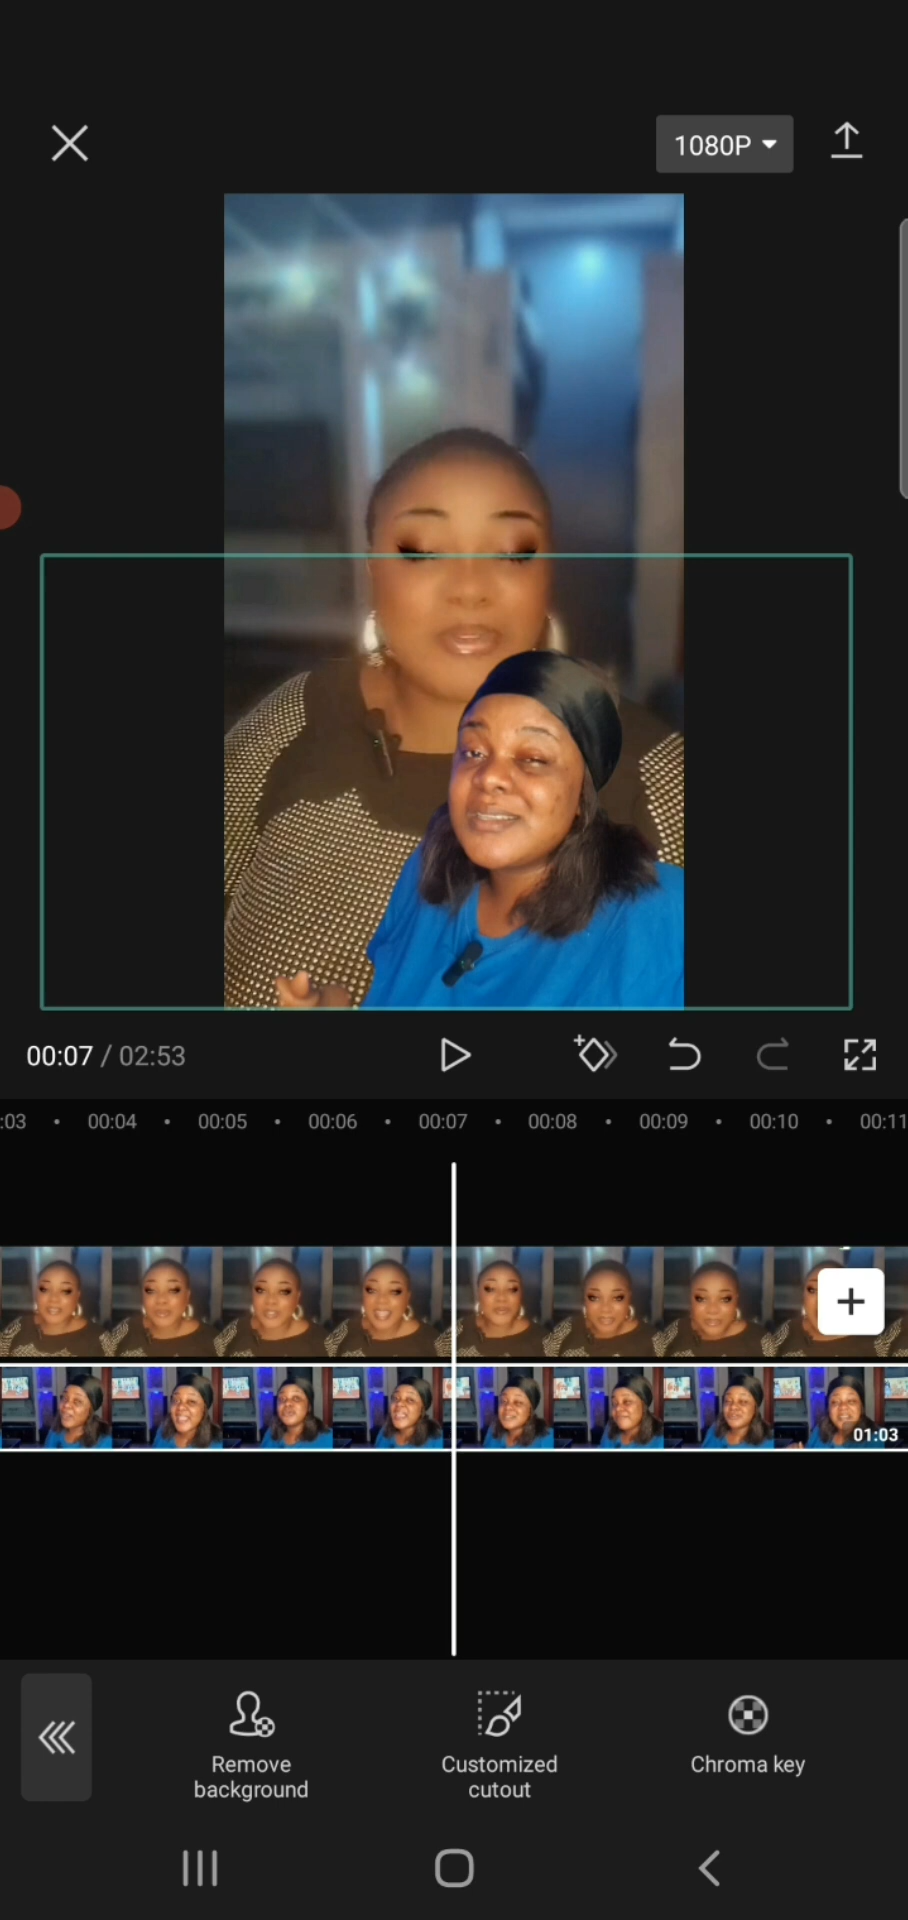 1080P
00:07 / 02:53
:03 00:04 00:05 00:06 00:07 00:08 00:09 00:10 00:11
01:03
Remove
background
Customized
cutout
Chroma key